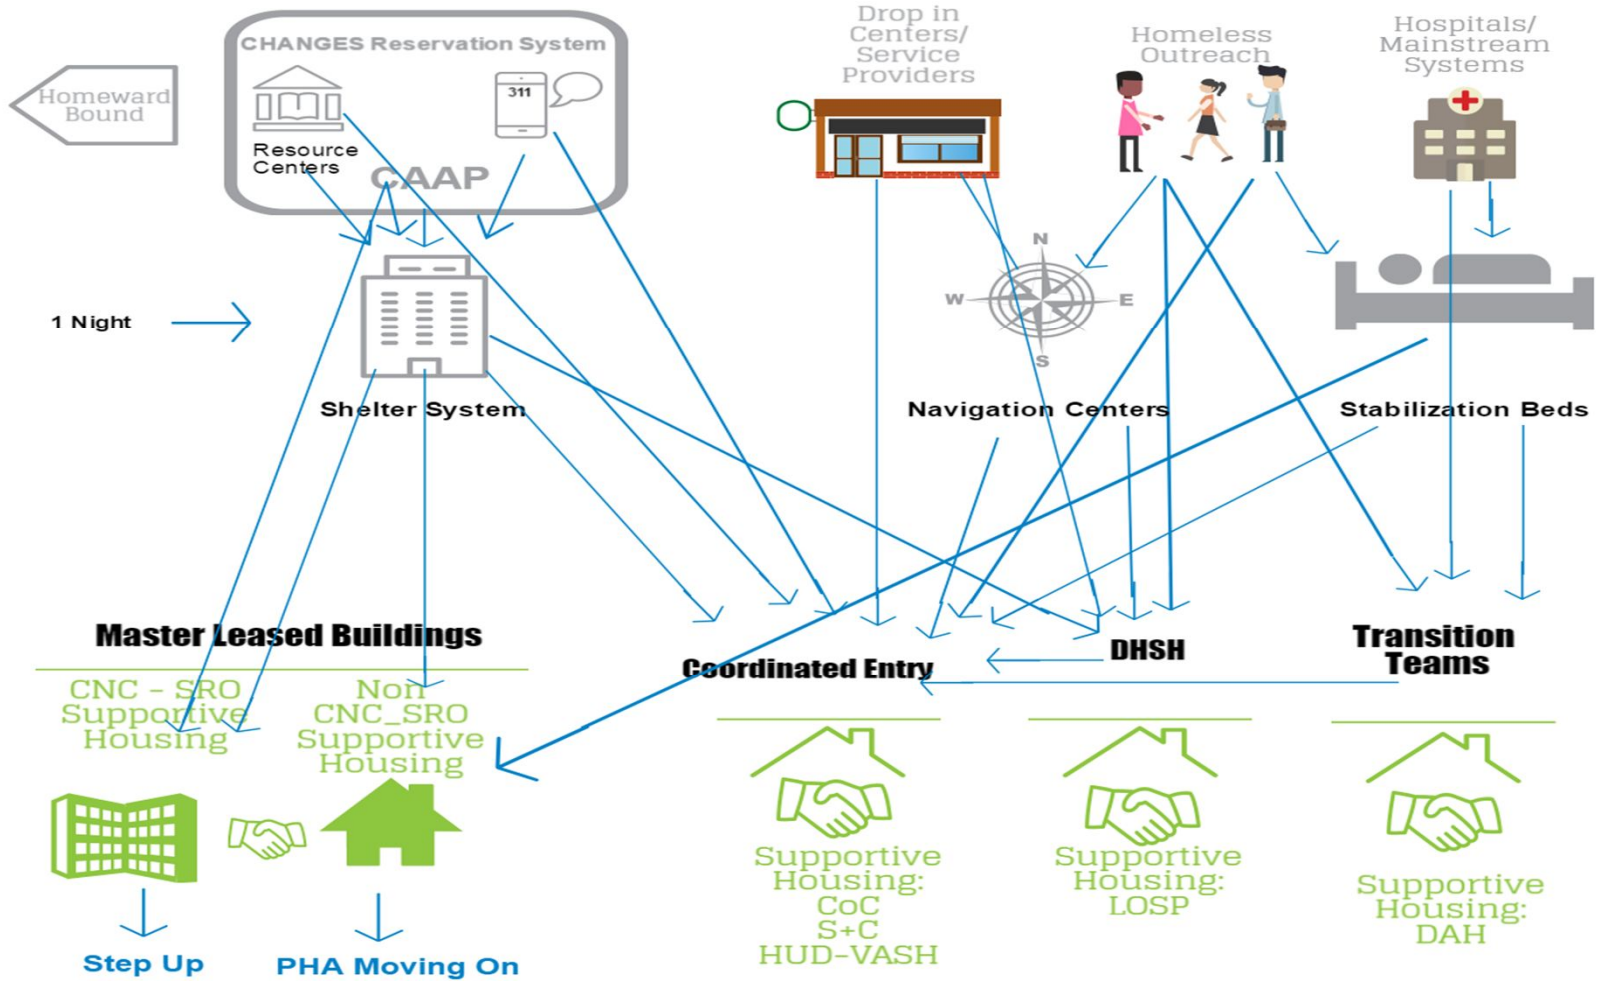 CHANGES Reservation System
311
Resource
Centers
CAAP
Homeward
Bound
Drop in
Centers/
Service
Providers
Homeless
Outreach
Hospitals/
Mainstream
Systems
N
W
E
S
1 Night
Shelter System
Navigation Centers
Stabilization Beds
Master Leased Buildings
Coordinated Entry
DHSH
Transition
Teams
CNC - SRO
Supportive
Housing
Non
CNC_SRO
Supportive
Housing
Supportive
Housing:
CoC
S+C
HUD-VASH
Supportive
Housing:
LOSP
Supportive
Housing:
DAH
Step Up
PHA Moving On